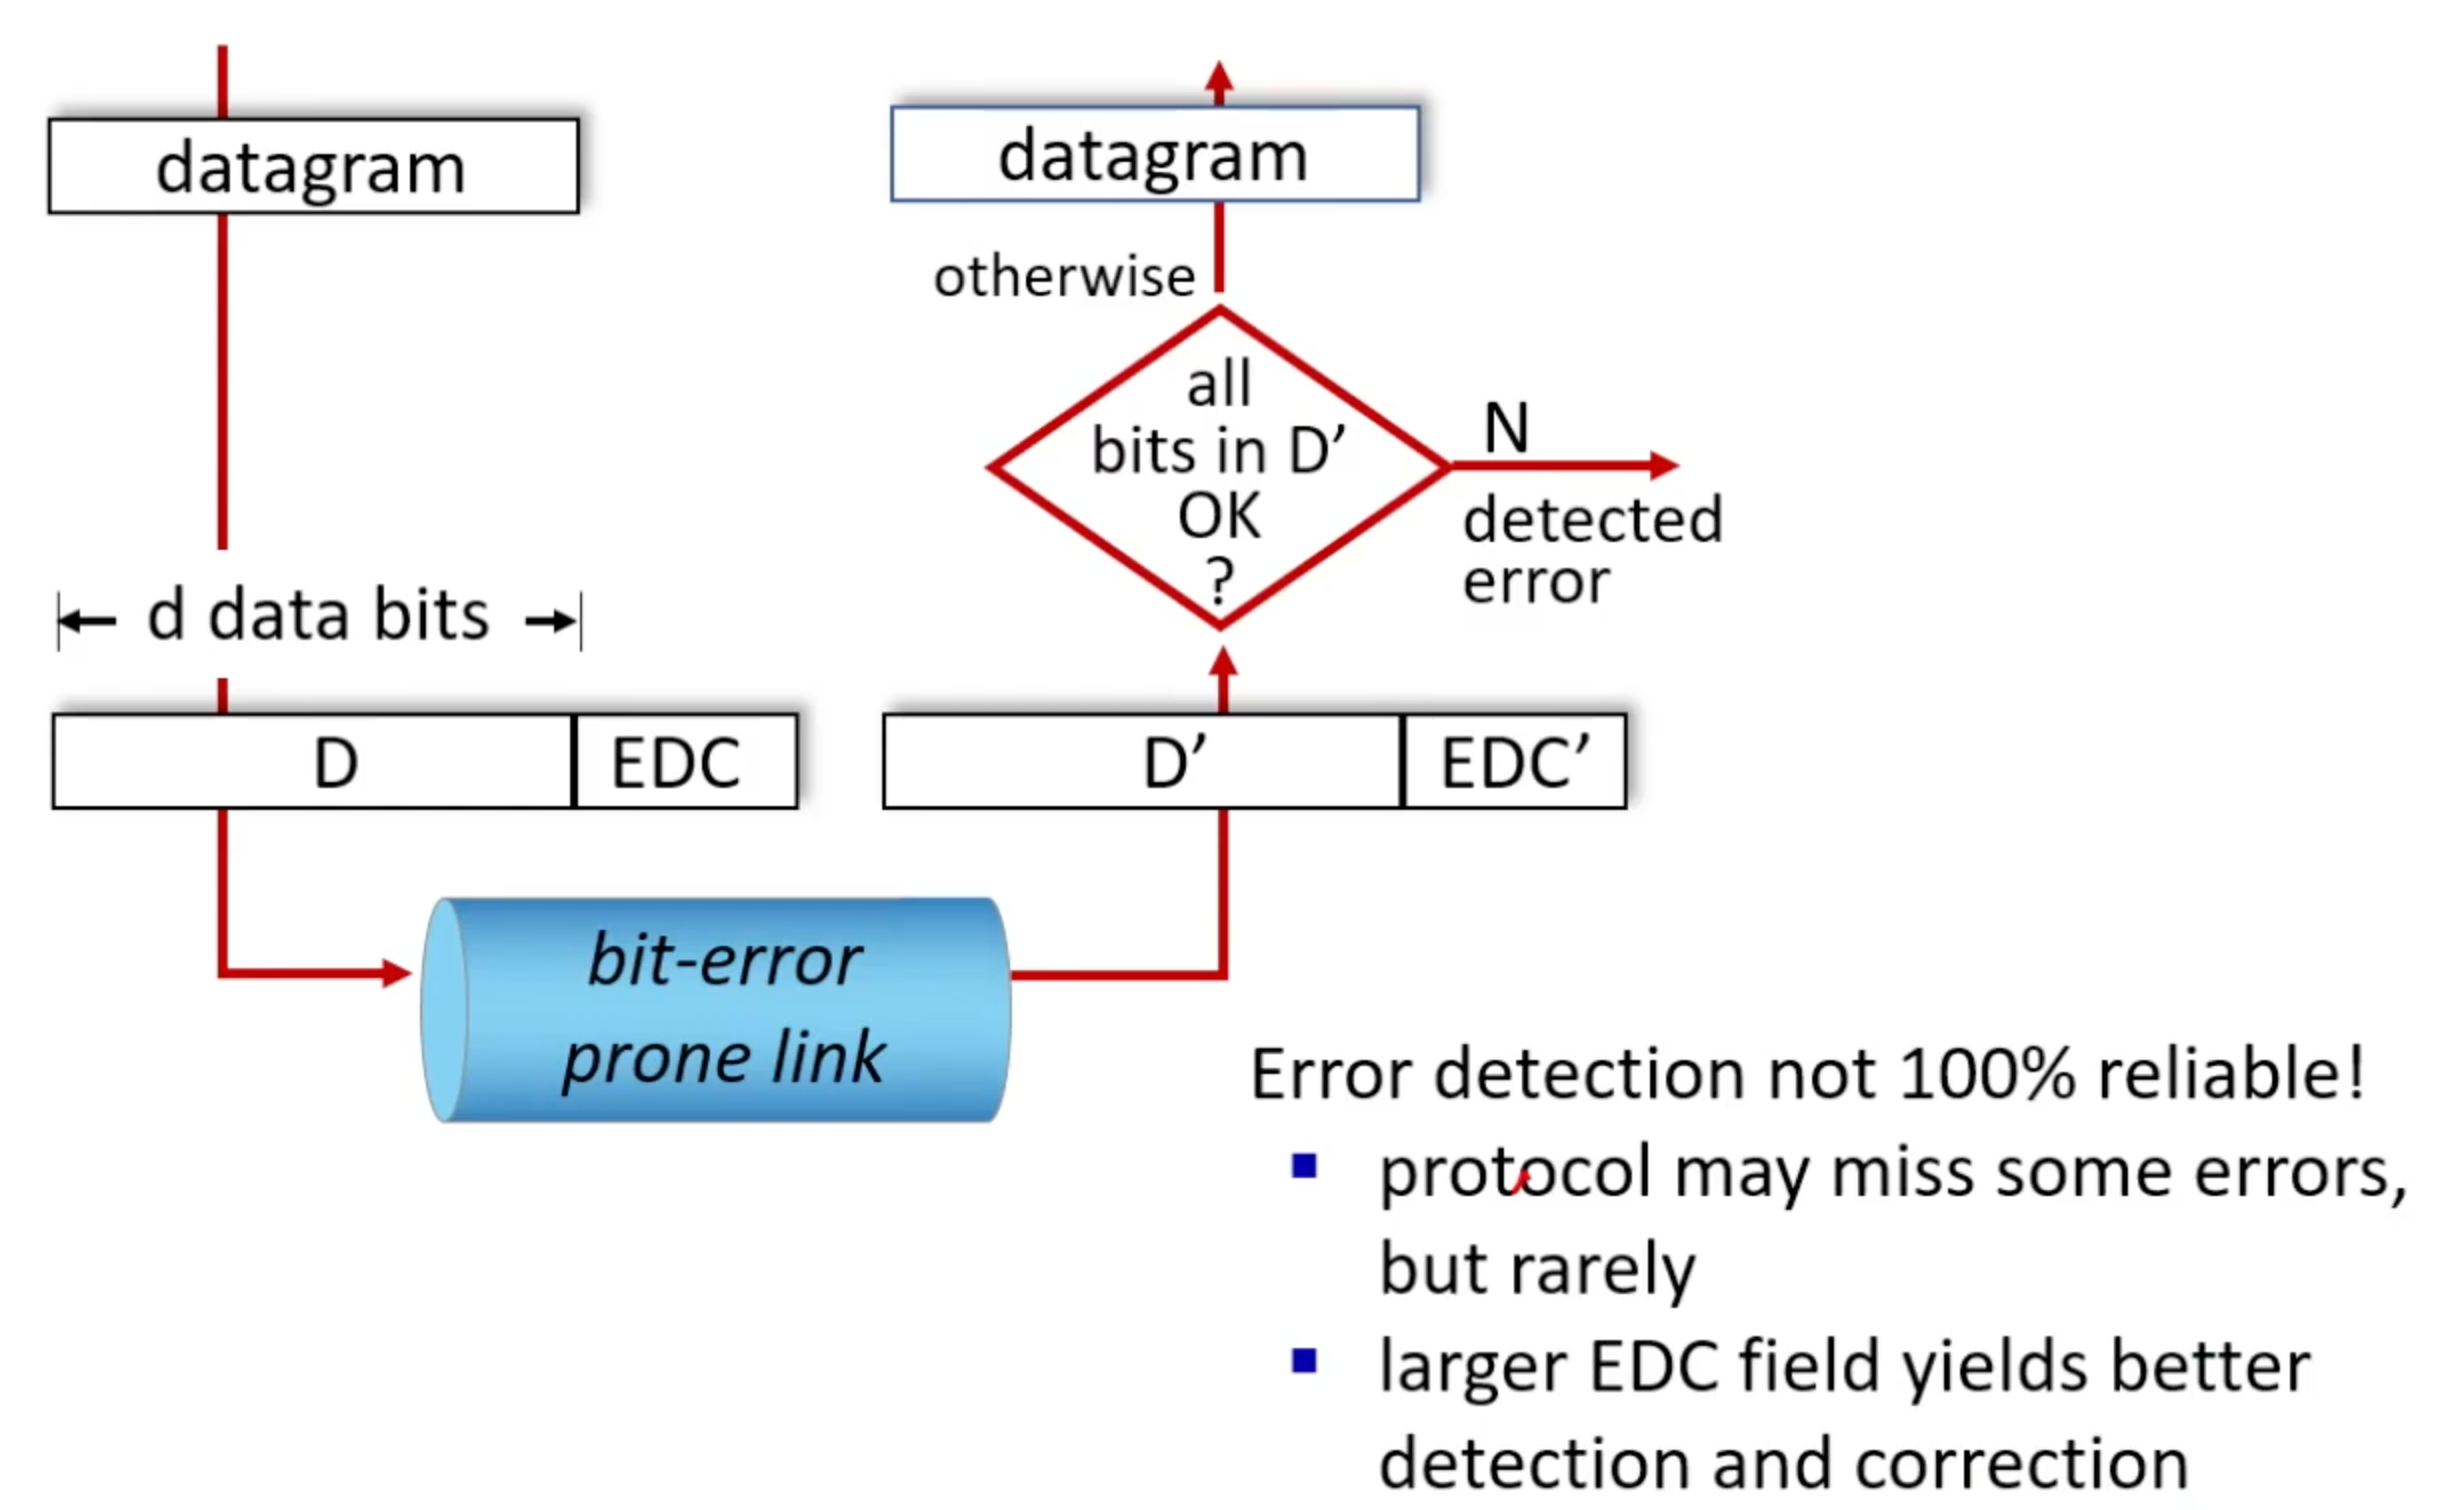 datagram
d data bits
D
EDC
bit-error
prone link
datagram
otherwise
all
bits in D’
OK
?
N
detected
error
D’
EDC’
Error detection not 100% reliable!
protocol may miss some errors,
but rarely
larger EDC field yields better
detection and correction